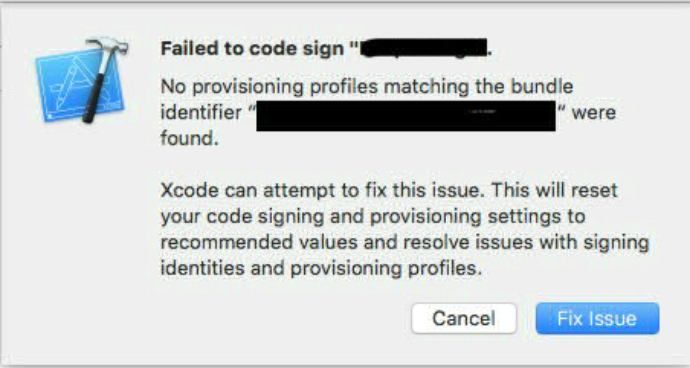 Failed to code sign "
.
No provisioning profiles matching the bundle
identifier “ “ were
found.
Xcode can attempt to fix this issue. This will reset
your code signing and provisioning settings to
recommended values and resolve issues with signing
identities and provisioning profiles.
Cancel
Fix Issue